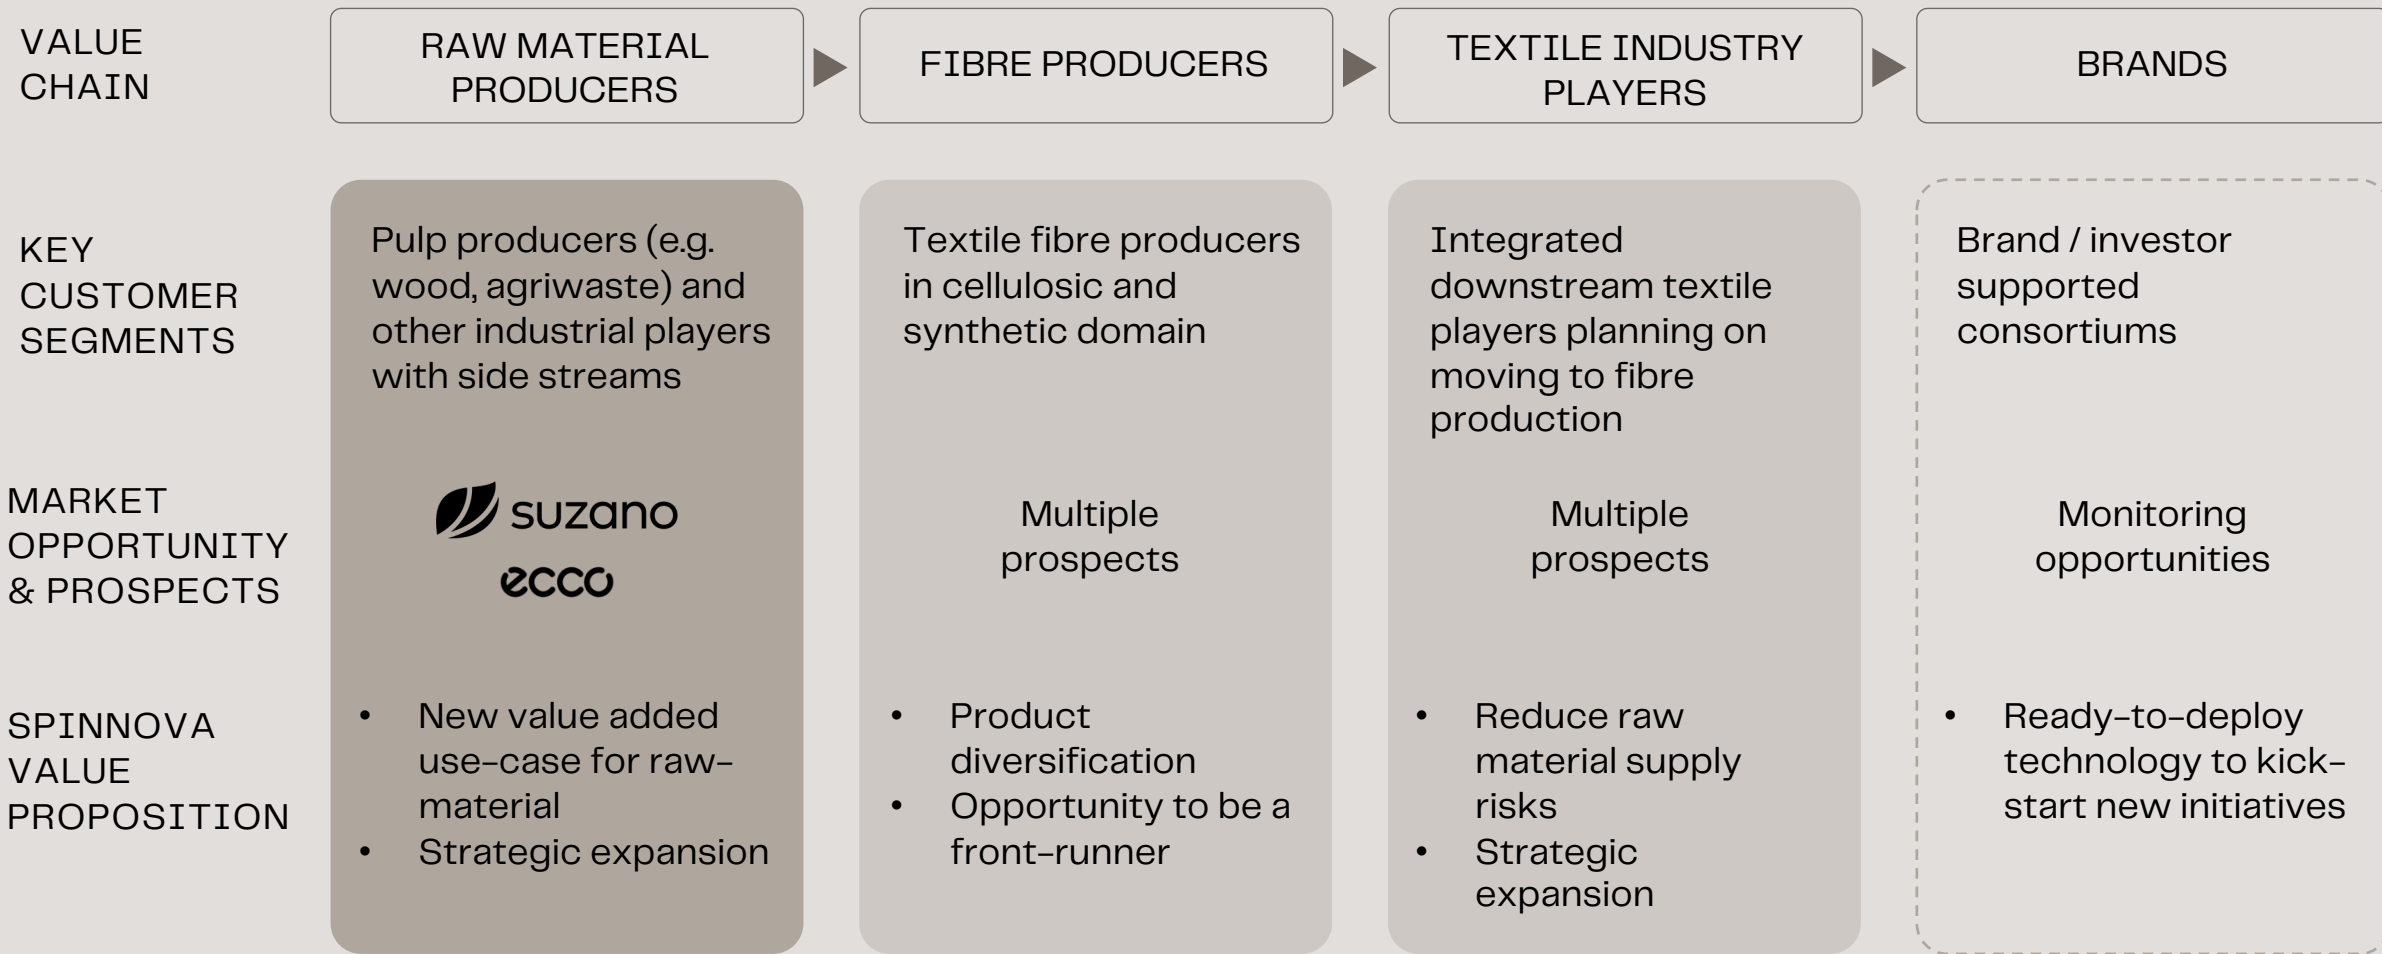 VALUE
CHAIN
RAW MATERIAL
PRODUCERS
FIBRE PRODUCERS
TEXTILE INDUSTRY
PLAYERS
BRANDS
KEY
CUSTOMER
SEGMENTS
Pulp producers (e.g.
wood, agriwaste) and
other industrial players
with side streams
Textile fibre producers
in cellulosic and
synthetic domain
Integrated
downstream textile
players planning on
moving to fibre
production
Brand / investor
supported
consortiums
MARKET
OPPORTUNITY
& PROSPECTS
suzano
ecco
Multiple
prospects
Multiple
prospects
Monitoring
opportunities
SPINNOVA
VALUE
PROPOSITION
• New value added
use-case for raw-
material
• Strategic expansion
• Product
diversification
• Opportunity to be a
front-runner
• Reduce raw
material supply
risks
• Strategic
expansion
• Ready-to-deploy
technology to kick-
start new initiatives